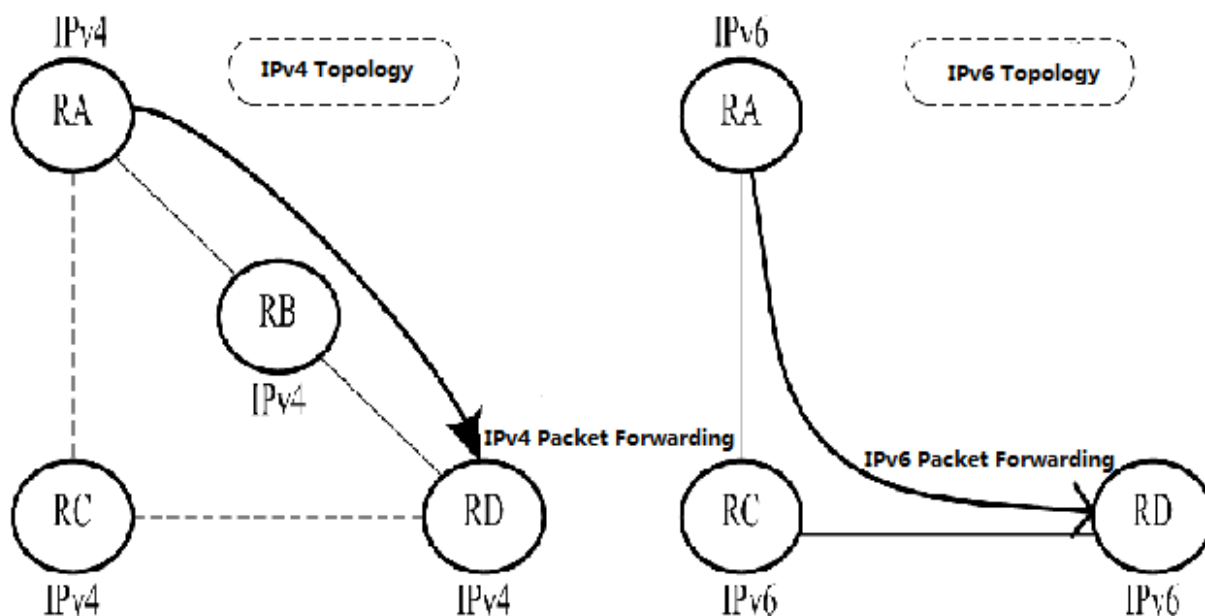 IPv4
IPv4 Topology
RA
RB
IPv4
IPv4 Packet Forwarding
RC
RD
IPv4
IPv4
IPv6
IPv6 Topology
RA
IPv6 Packet Forwarding
RC
RD
IPv6
IPv6